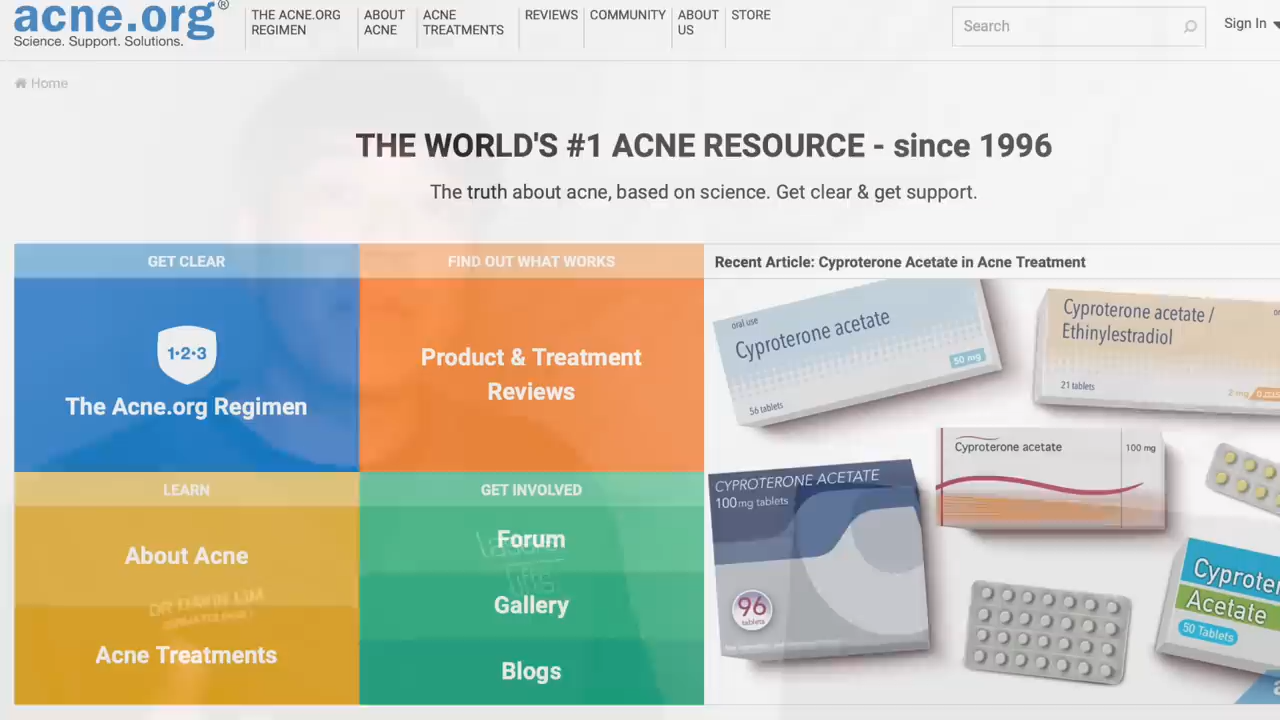 acne.org®
Science. Support. Solutions.
THE ACNE.ORG
REGIMEN
ABOUT
ACNE
ACNE
TREATMENTS
REVIEWS
COMMUNITY
ABOUT
US
STORE
Search
Sign In
Home
THE WORLD'S #1 ACNE RESOURCE - since 1996
The truth about acne, based on science. Get clear & get support.
GET CLEAR
1·2·3
The Acne.org Regimen
FIND OUT WHAT WORKS
Product & Treatment
Reviews
LEARN
About Acne
DR DAVIN LIM
Acne Treatments
GET INVOLVED
Forum
Gallery
Blogs
Recent Article: Cyproterone Acetate in Acne Treatment
oral use
Cyproterone acetate
50 mg
56 tablets
Cyproterone acetate /
Ethinylestradiol
21 tablets
2 mg
CYPROTERONE ACETATE
100mg tablets
96
tablets
Cyproterone acetate
100 mg
Cyproter
Acetate
50 Tablets